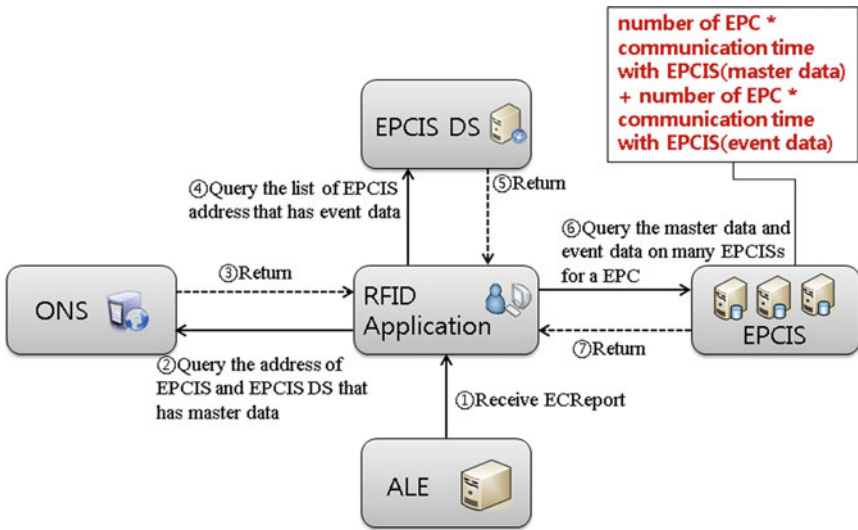 number of EPC *
communication time
with EPCIS(master data)
+ number of EPC *
communication time
with EPCIS(event data)
EPCIS DS
④Query the list of EPCIS
address that has event data
⑤Return
⑥Query the master data and
event data on many EPCISs
for a EPC
③Return
ONS
RFID
Application
EPCIS
②Query the address of
EPCIS and EPCIS DS that
has master data
⑦Return
①Receive ECReport
ALE